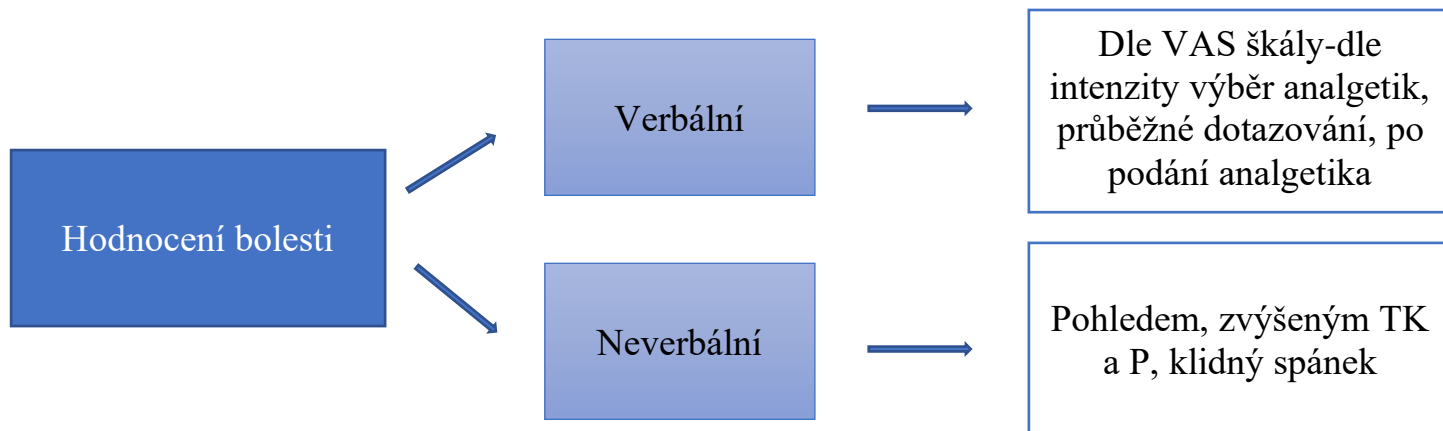 Hodnocení bolesti
Verbální
Dle VAS škály-dle
intenzity výběr analgetik,
průběžné dotazování, po
podání analgetika
Neverbální
Pohledem, zvýšeným TK
a P, klidný spánek